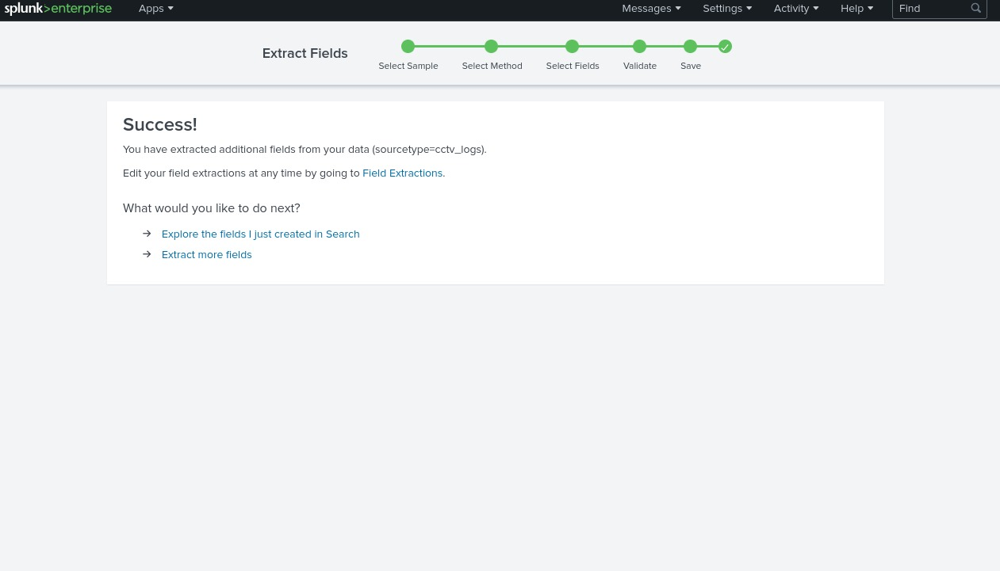 splunk>enterprise Apps Messages Settings Activity Help Find
Extract Fields
Select Sample Select Method Select Fields Validate Save
Success!
You have extracted additional fields from your data (sourcetype=cctv_logs).
Edit your field extractions at any time by going to Field Extractions.
What would you like to do next?
→ Explore the fields I just created in Search
→ Extract more fields